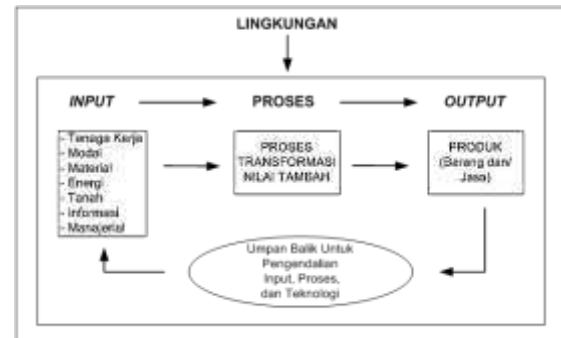 LINGKUNGAN
INPUT PROSES OUTPUT
- Tenaga Kerja
- Modal
- Material
- Energi
- Tanah
- Informasi
- Manajerial
PROSES
TRANSFORMASI
NILAI TAMBAH
PRODUK
(Barang dan/
Jasa)
Umpan Balik Untuk
Pengendalian
Input, Proses,
dan Teknologi